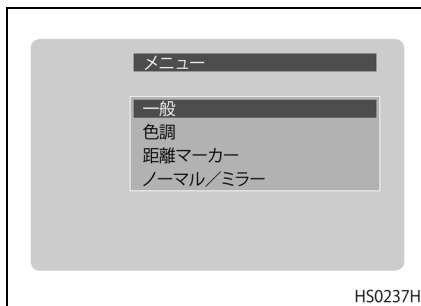 メニュー
一般
色調
距離マーカー
ノーマル／ミラー
HS0237H